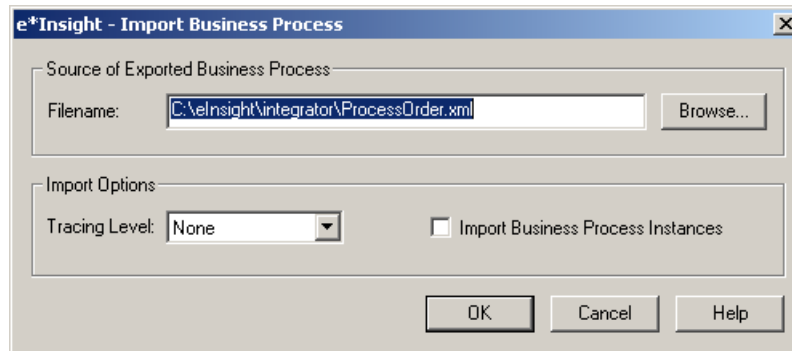 e*Insight - Import Business Process
Source of Exported Business Process
Filename: C:\eInsight\integrator\ProcessOrder.xml Browse...
Import Options
Tracing Level: None Import Business Process Instances
OK Cancel Help